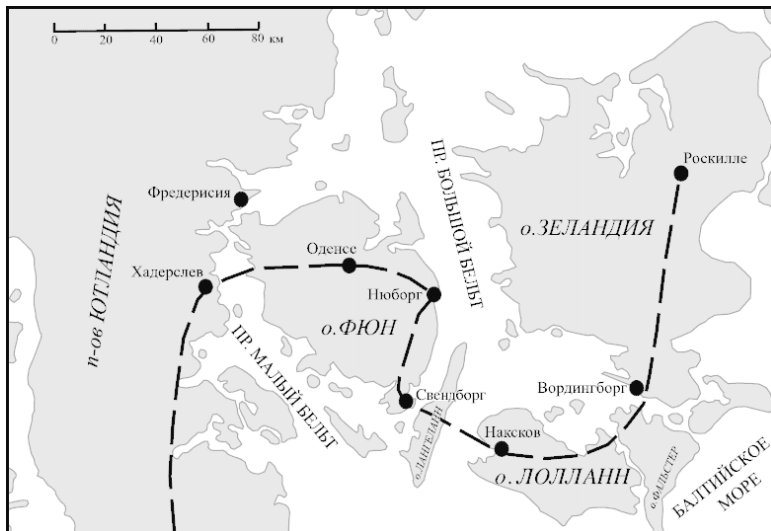 0 20 40 60 80
км
Роскилле
Фредерисия
п-ов ЮТЛАНДИЯ
ПР. БОЛЬШОЙ БЕЛЬТ
о.ЗЕЛАНДИЯ
Оденсе
Хадерслев
Нюборг
о.ФЮН
ПР. МАЛЫЙ БЕЛЬТ
Свендборг
Вордингборг
о.ЛАНГЕЛАНН
Наксков
о.ЛОЛЛАНН
о.ФАЛЬСТЕР
БАЛТИЙСКОЕ
МОРЕ